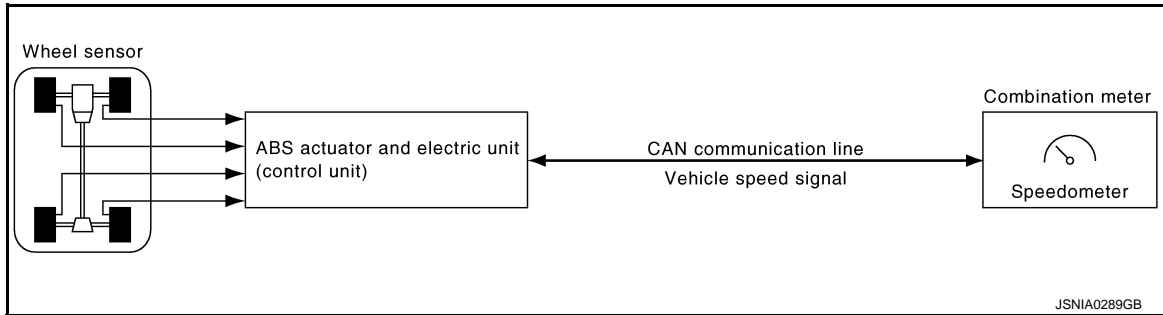 Wheel sensor
ABS actuator and electric unit
(control unit)
CAN communication line
Vehicle speed signal
Combination meter
Speedometer
JSNIA0289GB